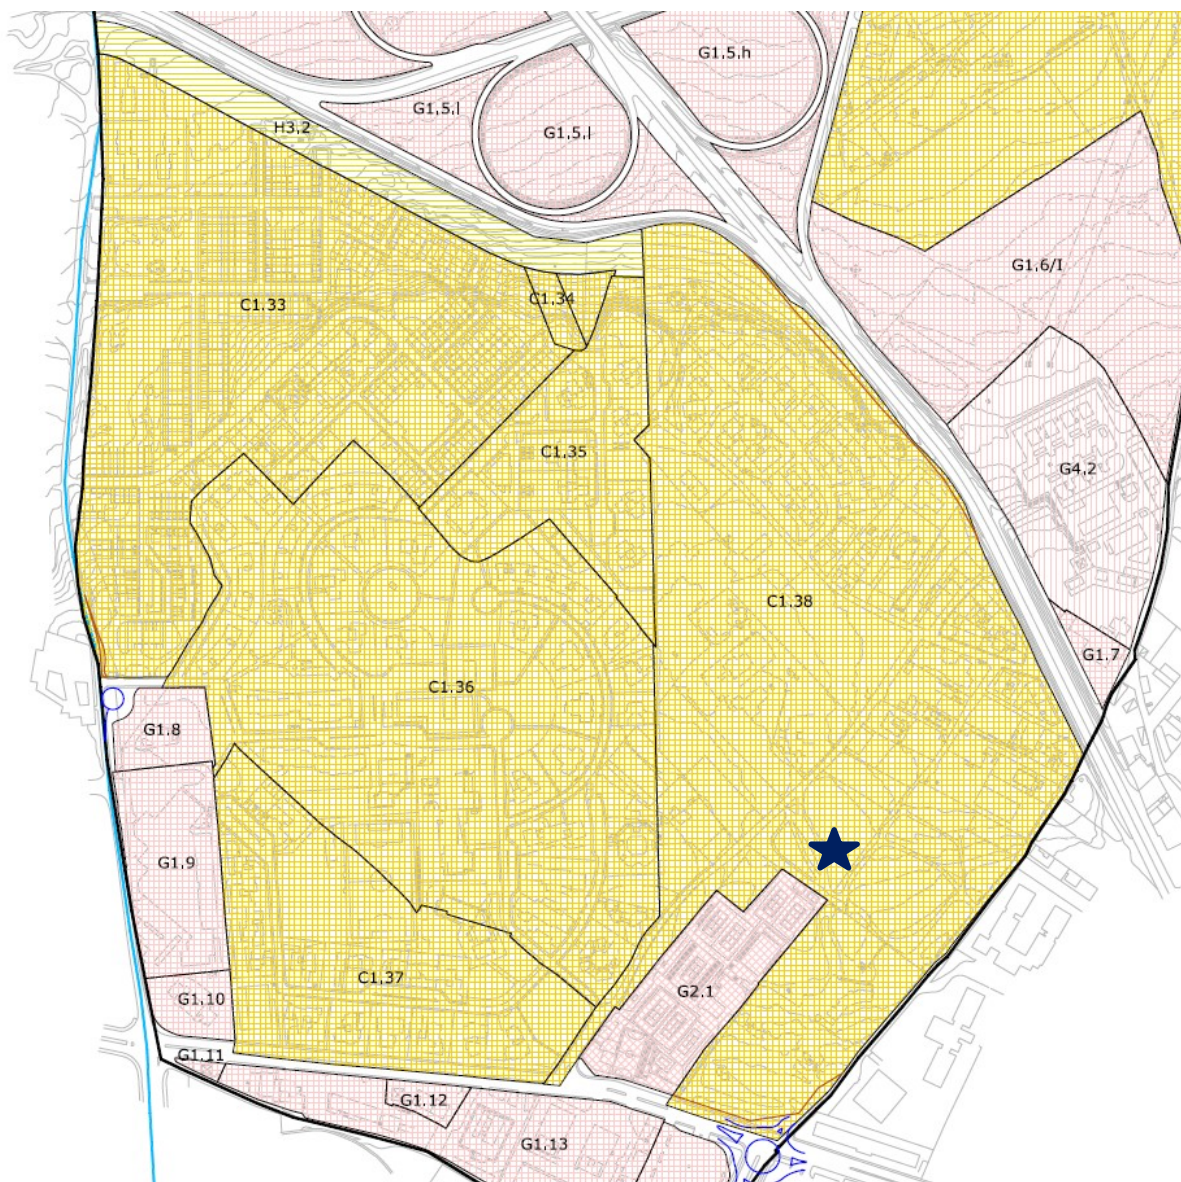 G1,5,h
G1,5,l
G1,5,l
H3,2
G1,6/I
C1.33
C1,34
C1,35
G4,2
C1.38
G1.7
C1.36
G1.8
G1,9
C1,37
G2.1
G1,10
G1,11
G1.12
G1,13